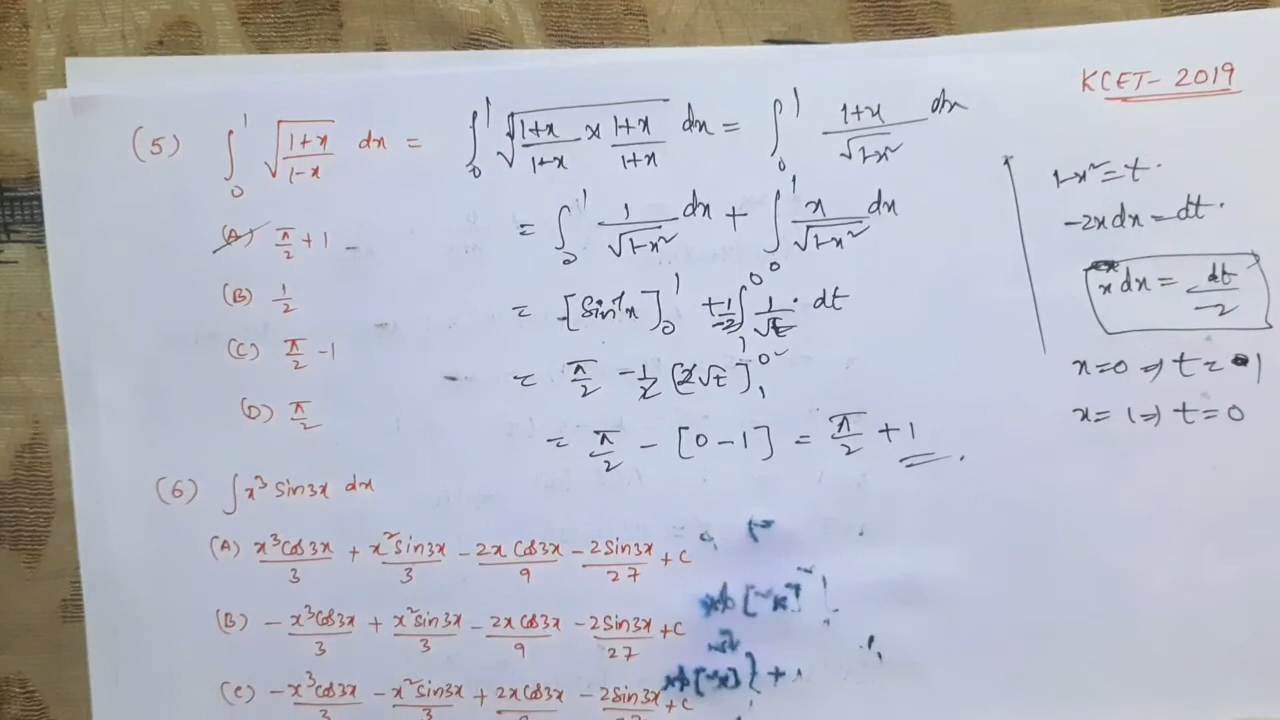 KCET- 2019
(5) ∫₀¹ √((1+x)/(1-x)) dx = ∫₀¹ √((1+x)/(1-x) × (1+x)/(1+x)) dx = ∫₀¹ (1+x)/√(1-x²) dx
= ∫₀¹ 1/√(1-x²) dx + ∫₀¹ x/√(1-x²) dx
(A) π/2 + 1
(B) 1/2
(C) π/2 - 1
(D) π/2
= [Sin⁻¹x]₀¹ + 1/-2 ∫₁⁰ 1/√t . dt
= π/2 - 1/2 [2√t]₁⁰
= π/2 - [0-1] = π/2 + 1
1-x² = t.
-2x dx = dt.
x dx = dt/-2
x=0 ⇒ t = 1
x=1 ⇒ t=0
(6) ∫x³ Sin3x dx
(A) x³Cos3x/3 + x²Sin3x/3 - 2x Cos3x/9 - 2Sin3x/27 + C
(B) - x³Cos3x/3 + x²Sin3x/3 - 2x Cos3x/9 - 2Sin3x/27 + C
(C) - x³Cos3x/3 - x²Sin3x/3 + 2x Cos3x/9 - 2Sin3x/27 + C